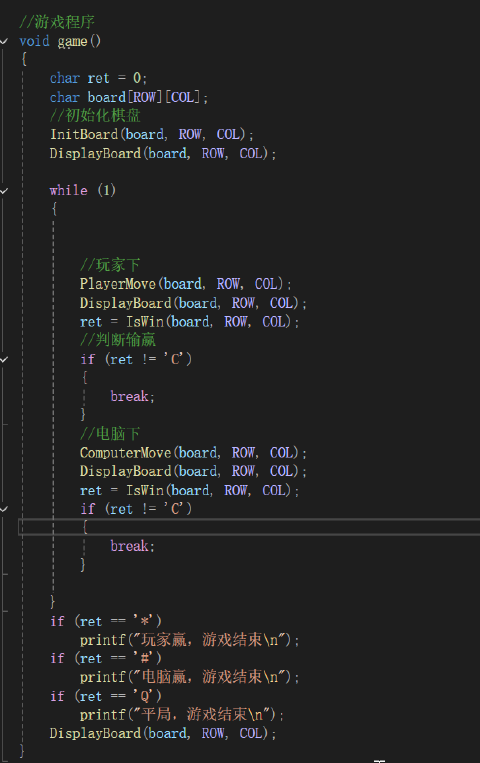 //游戏程序
void game()
{
    char ret = 0;
    char board[ROW][COL];
    //初始化棋盘
    InitBoard(board, ROW, COL);
    DisplayBoard(board, ROW, COL);
    while (1)
    {
        //玩家下
        PlayerMove(board, ROW, COL);
        DisplayBoard(board, ROW, COL);
        ret = IsWin(board, ROW, COL);
        //判断输赢
        if (ret != 'C')
        {
            break;
        }
        //电脑下
        ComputerMove(board, ROW, COL);
        DisplayBoard(board, ROW, COL);
        ret = IsWin(board, ROW, COL);
        if (ret != 'C')
        {
            break;
        }
    }
    if (ret == '*')
        printf("玩家赢，游戏结束\n");
    if (ret == '#')
        printf("电脑赢，游戏结束\n");
    if (ret == 'Q')
        printf("平局，游戏结束\n");
    DisplayBoard(board, ROW, COL);
}